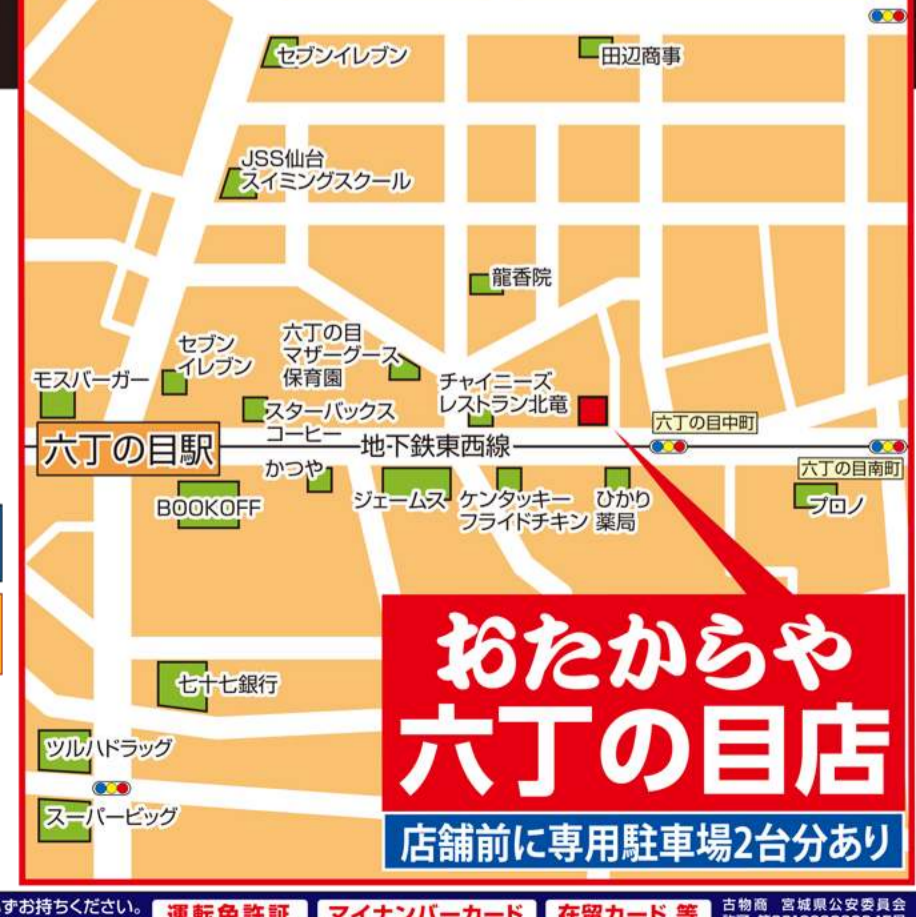 セブンイレブン
田辺商事
JSS仙台
スイミングスクール
龍香院
六丁の目
マザーグース
保育園
セブン
イレブン
モスバーガー
チャイニーズ
レストラン北竜
スターバックス
コーヒー
六丁の目中町
六丁の目駅
地下鉄東西線
六丁の目南町
かつや
BOOKOFF
ジェームス
ケンタッキー
フライドチキン
ひかり
薬局
プロノ
おたからや
六丁の目店
七十七銀行
ツルハドラッグ
スーパービッグ
店舗前に専用駐車場2台分あり
ずお持ちください。
運転免許証
マイナンバーカード
在留カード 等
古物商 宮城県公安委員会